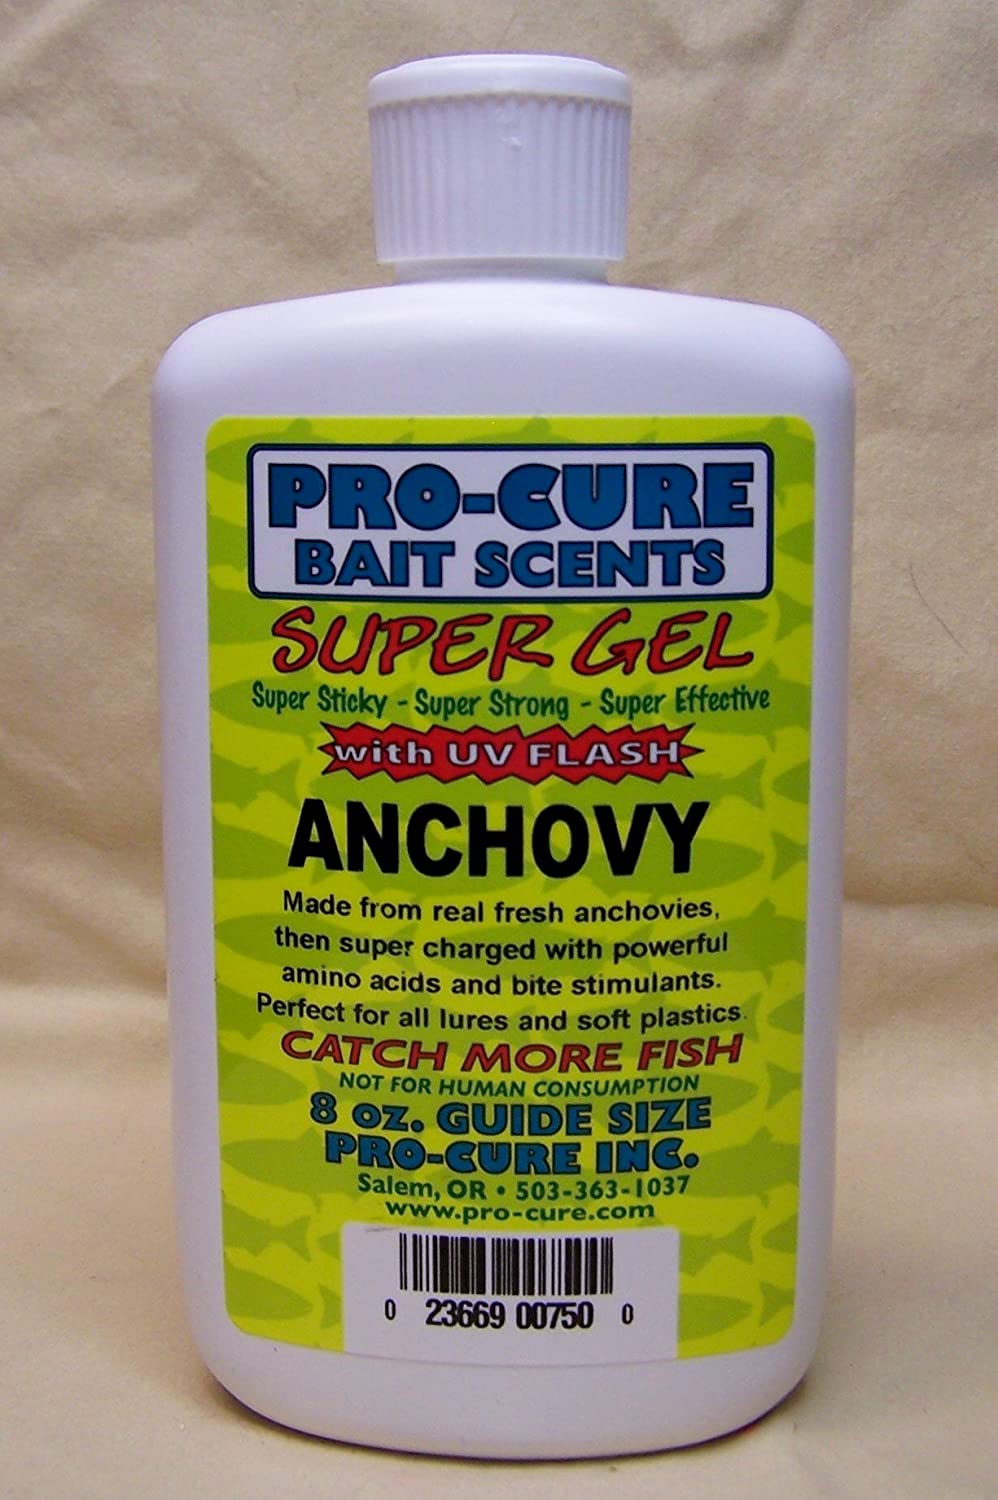 PRO-CURE
BAIT SCENTS
SUPER GEL
Super Sticky - Super Strong - Super Effective
with UV FLASH
ANCHOVY
Made from real fresh anchovies,
then super charged with powerful
amino acids and bite stimulants.
Perfect for all lures and soft plastics.
CATCH MORE FISH
NOT FOR HUMAN CONSUMPTION
8 oz. GUIDE SIZE
PRO-CURE INC.
Salem, OR • 503-363-1037
www.pro-cure.com
0 23669 00750 0